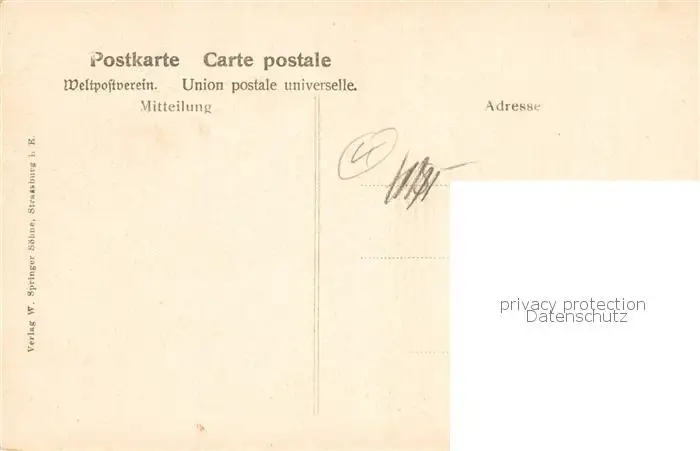 Postkarte Carte postale
Weltpostverein. Union postale universelle.
Mitteilung
Adresse
Verlag W. Springer Söhne, Strassburg i. E.
privacy protection
Datenschutz